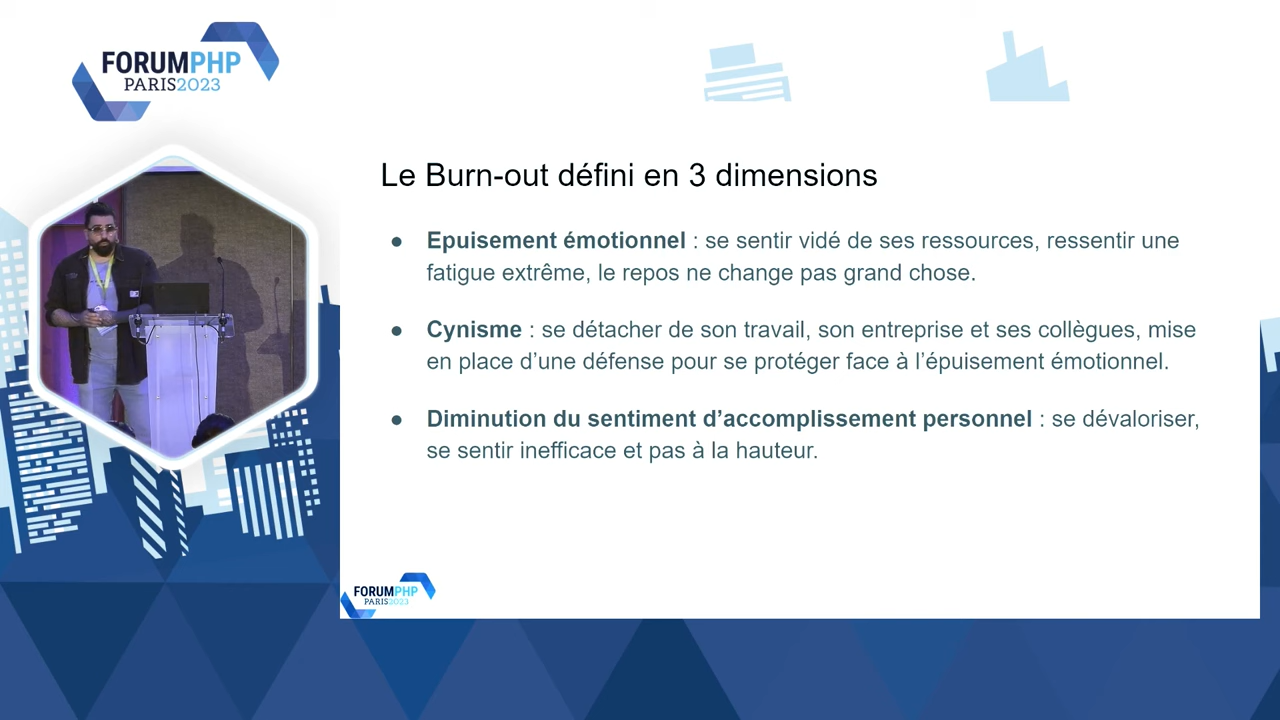 FORUMPHP
PARIS2023
Le Burn-out défini en 3 dimensions
● Epuisement émotionnel : se sentir vidé de ses ressources, ressentir une
fatigue extrême, le repos ne change pas grand chose.
● Cynisme : se détacher de son travail, son entreprise et ses collègues, mise
en place d’une défense pour se protéger face à l’épuisement émotionnel.
● Diminution du sentiment d’accomplissement personnel : se dévaloriser,
se sentir inefficace et pas à la hauteur.
FORUMPHP
PARIS2023